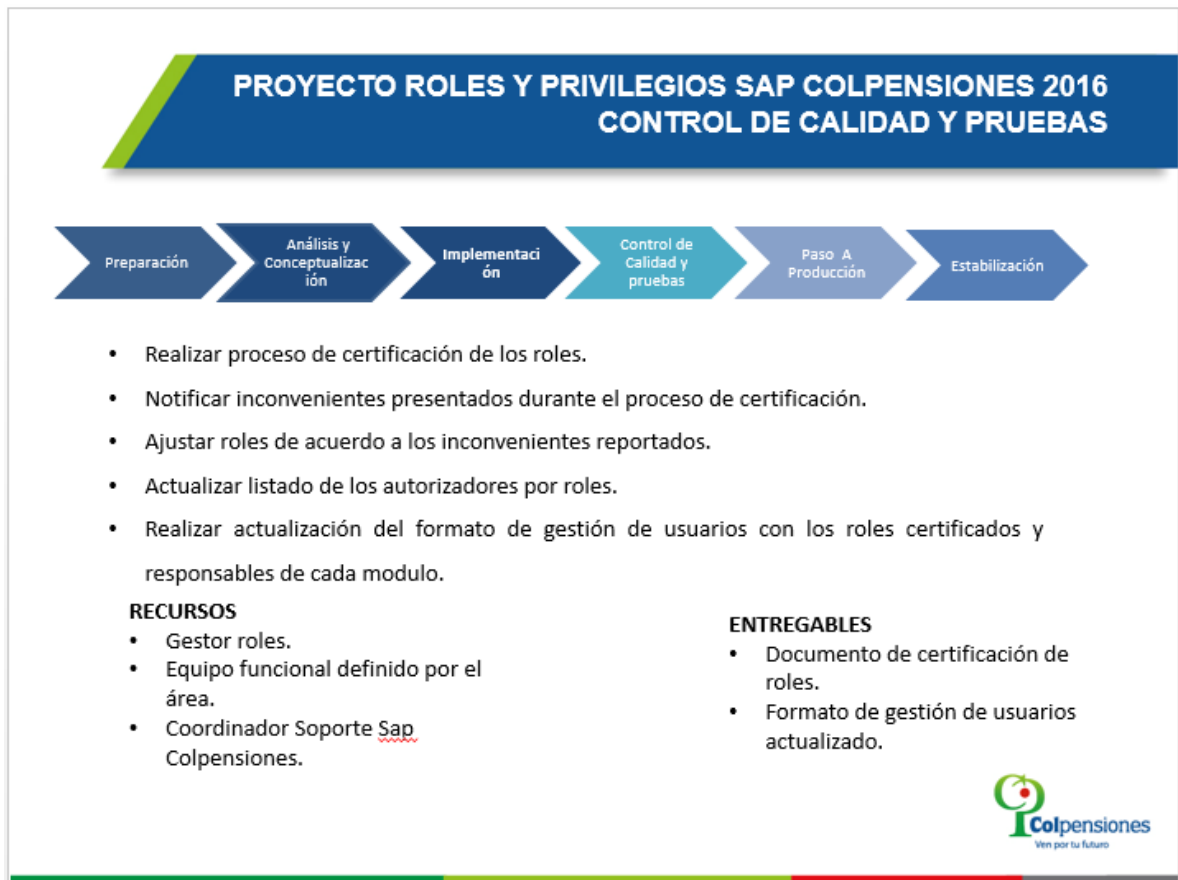 PROYECTO ROLES Y PRIVILEGIOS SAP COLPENSIONES 2016
CONTROL DE CALIDAD Y PRUEBAS
Preparación
Análisis y
Conceptualizac
ión
Implementaci
ón
Control de
Calidad y
pruebas
Paso A
Producción
Estabilización
• Realizar proceso de certificación de los roles.
• Notificar inconvenientes presentados durante el proceso de certificación.
• Ajustar roles de acuerdo a los inconvenientes reportados.
• Actualizar listado de los autorizadores por roles.
• Realizar actualización del formato de gestión de usuarios con los roles certificados y
responsables de cada modulo.
RECURSOS
• Gestor roles.
• Equipo funcional definido por el
área.
• Coordinador Soporte Sap
Colpensiones.
ENTREGABLES
• Documento de certificación de
roles.
• Formato de gestión de usuarios
actualizado.
Colpensiones
Ven por tu futuro